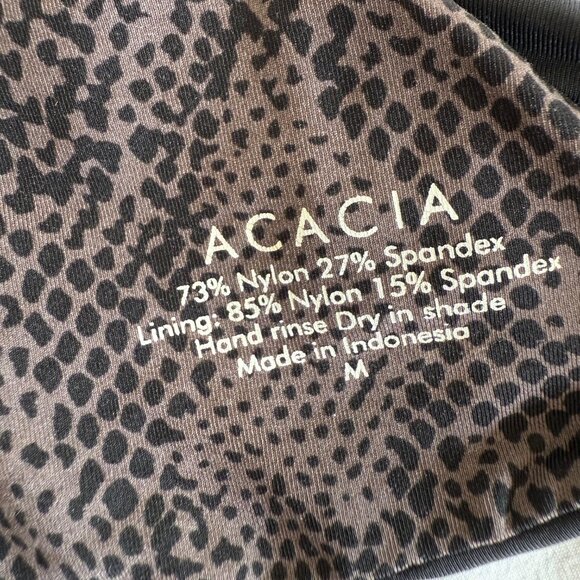 ACACIA
73% Nylon 27% Spandex
Lining: 85% Nylon 15% Spandex
Hand rinse Dry in shade
Made in Indonesia
M